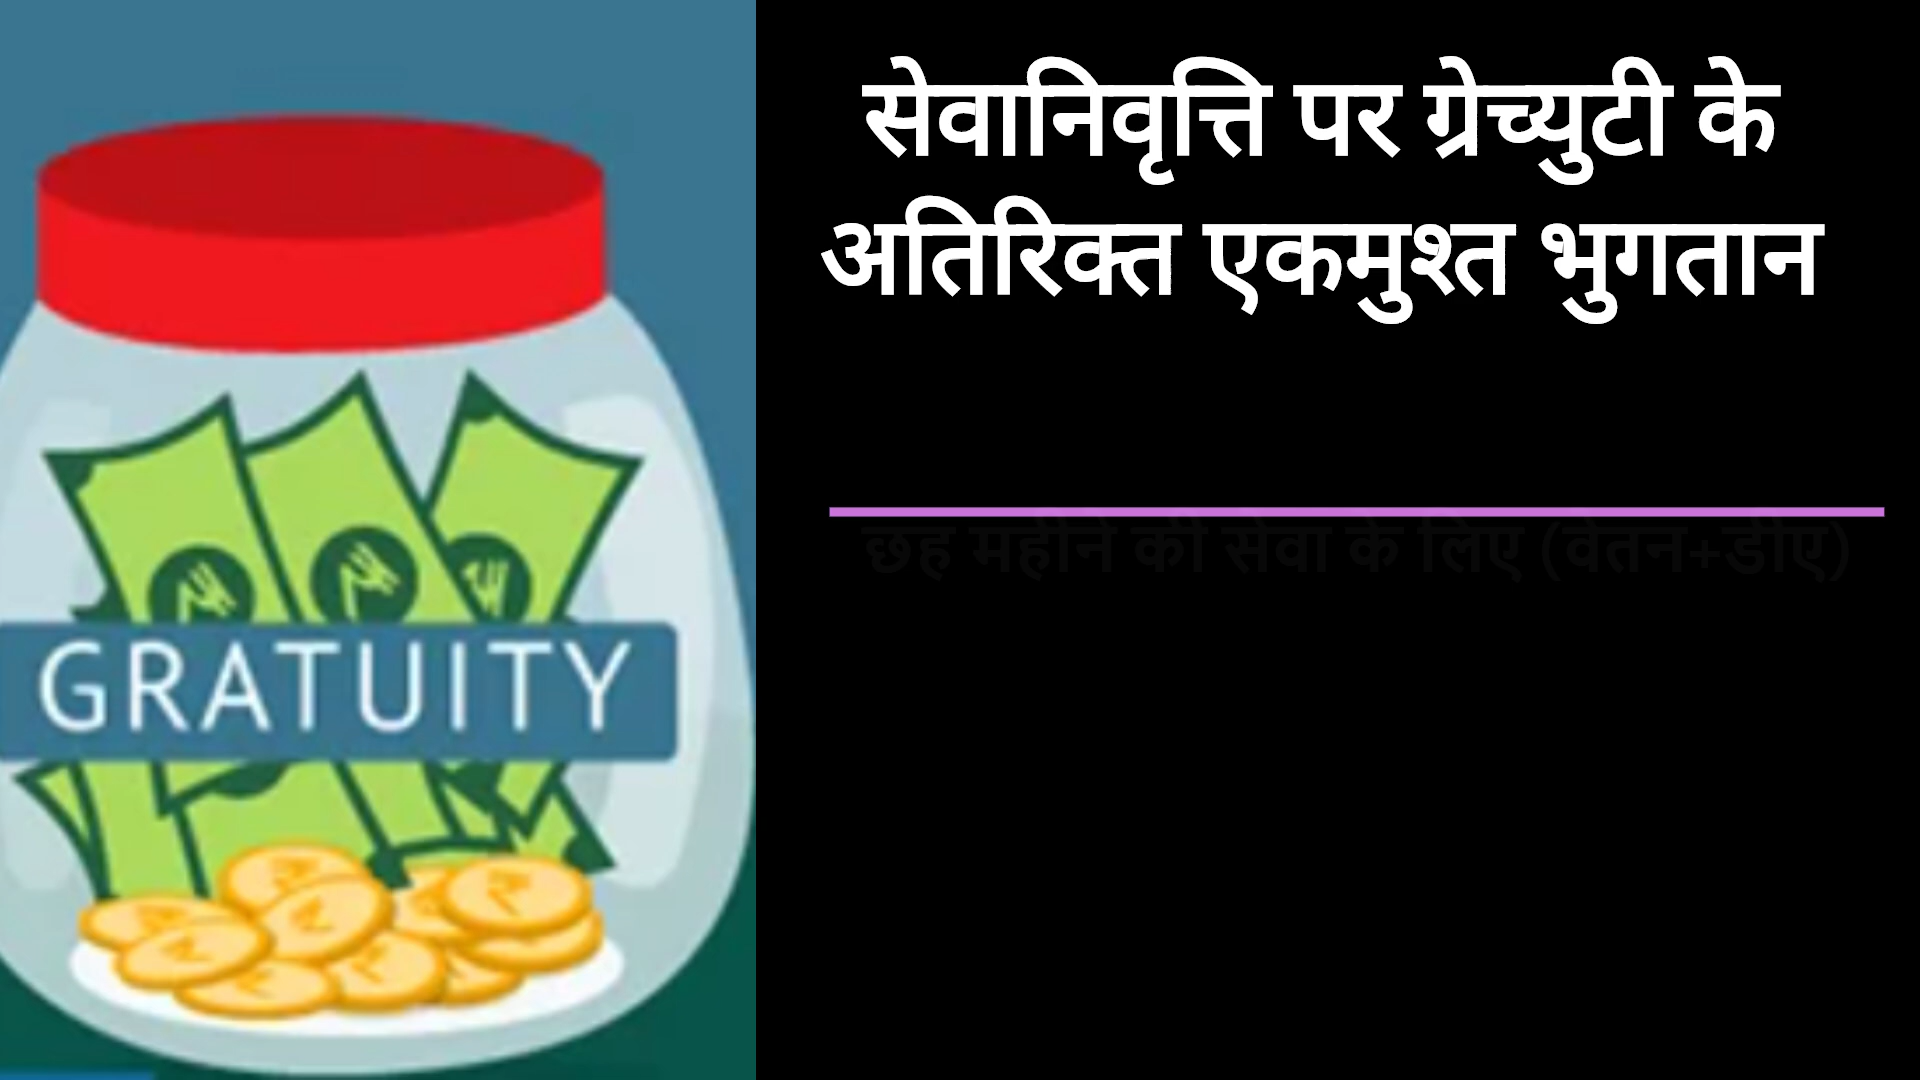 सेवानिवृत्ति पर ग्रेच्युटी के
अतिरिक्त एकमुश्त भुगतान
छह महीने की सेवा के लिए (वेतन+डीए)
GRATUITY